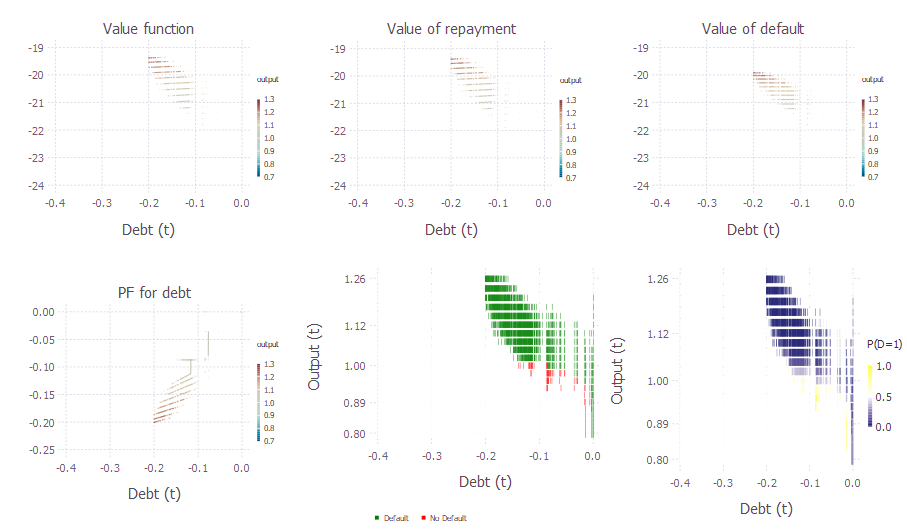 Value function
Value of repayment
Value of default
-19
-20
-21
-22
-23
-24
output
1.3
1.2
1.1
1.0
0.9
0.8
0.7
-0.4 -0.3 -0.2 -0.1 0.0
Debt (t)
-19
-20
-21
-22
-23
-24
output
1.3
1.2
1.1
1.0
0.9
0.8
0.7
-0.4 -0.3 -0.2 -0.1 0.0
Debt (t)
-19
-20
-21
-22
-23
-24
output
1.3
1.2
1.1
1.0
0.9
0.8
0.7
-0.4 -0.3 -0.2 -0.1 0.0
Debt (t)
PF for debt
0.00
-0.05
-0.10
-0.15
-0.20
-0.25
output
1.3
1.2
1.1
1.0
0.9
0.8
0.7
-0.4 -0.3 -0.2 -0.1 0.0
Debt (t)
Output (t)
1.26
1.12
1.00
0.89
0.80
-0.4 -0.3 -0.2 -0.1 0.0
Debt (t)
Default No Default
Output (t)
1.26
1.12
1.00
0.89
0.80
P(D=1)
1.0
0.5
0.0
-0.4 -0.3 -0.2 -0.1 0.0
Debt (t)